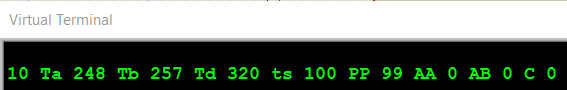 Virtual Terminal
10 Ta 248 Tb 257 Td 320 ts 100 PP 99 AA 0 AB 0 C 0